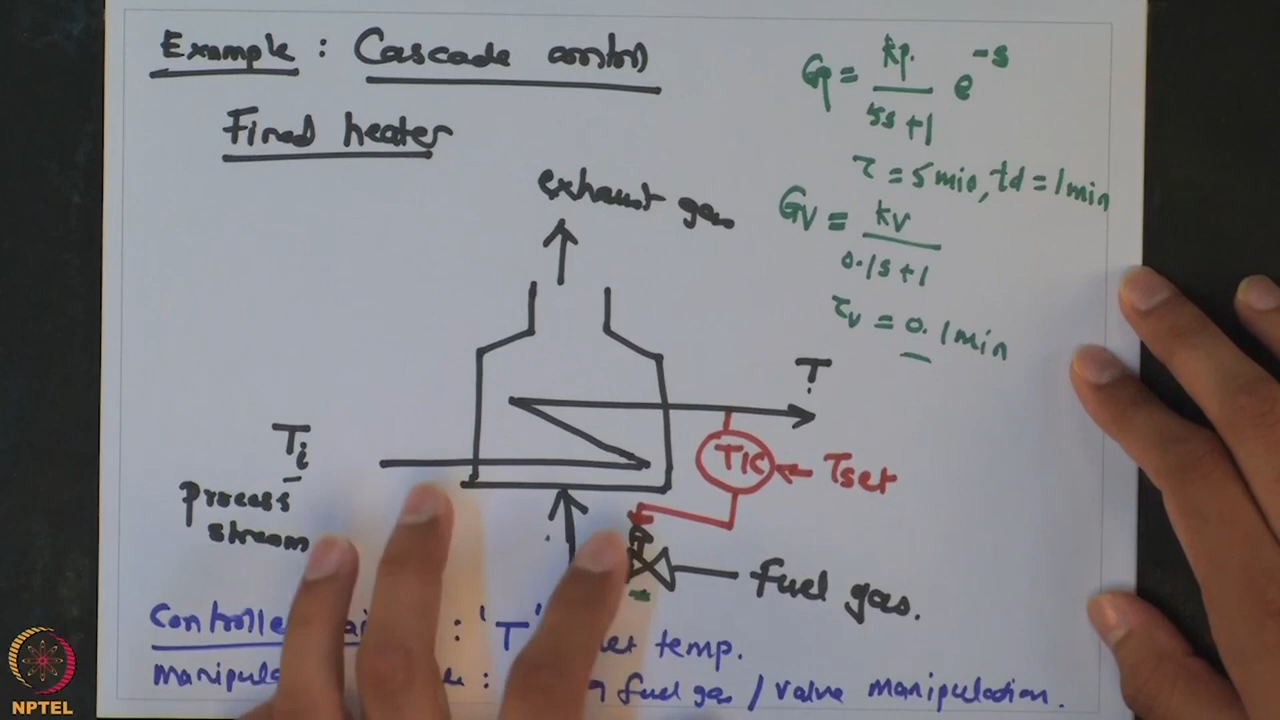 Example : Cascade control
Fired heater
Gp = kp. / 5s+1 e^-s
τ = 5 min, td = 1 min
Gv = kv / 0.1s+1
τv = 0.1 min
exhaust gas
T
Ti
process
stream
TIC
Tset
fuel gas.
: 'T' temp.
: fuel gas / valve manipulation.
NPTEL